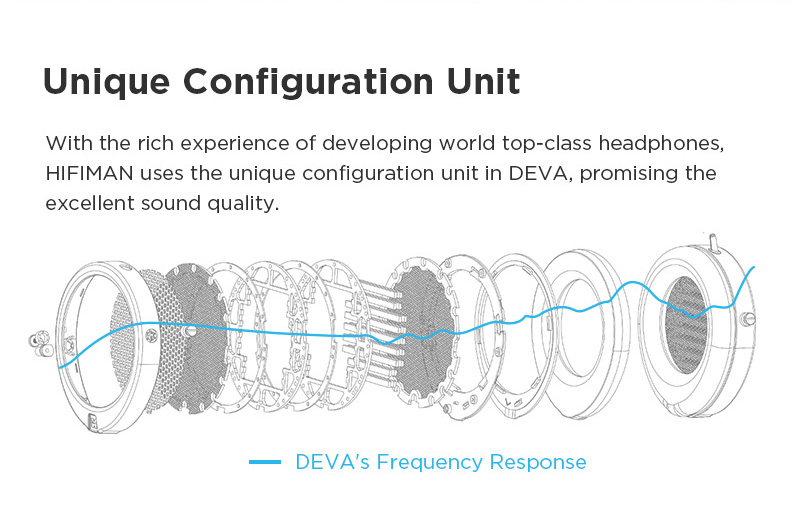 Unique Configuration Unit
With the rich experience of developing world top-class headphones,
HIFIMAN uses the unique configuration unit in DEVA, promising the
excellent sound quality.
DEVA's Frequency Response